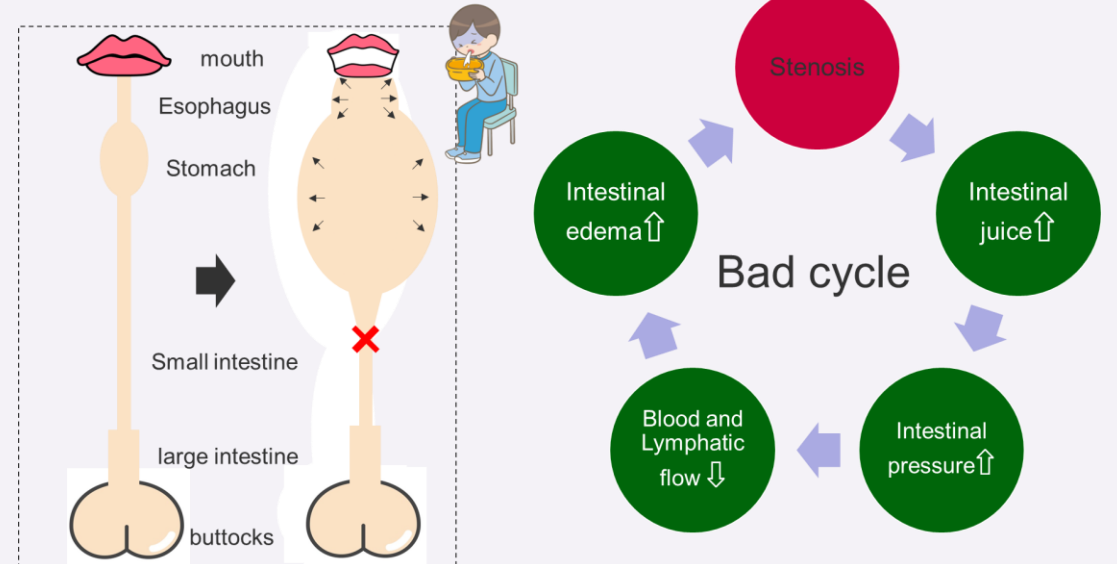 mouth
Esophagus
Stomach
Small intestine
large intestine
buttocks
Stenosis
Intestinal
juice⇧
Intestinal
pressure⇧
Blood and
Lymphatic
flow⇩
Intestinal
edema⇧
Bad cycle